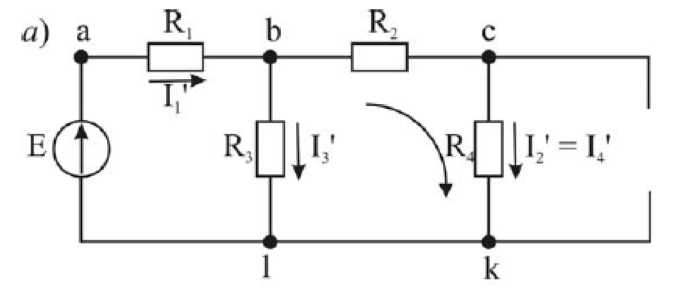 a) a R₁ b R₂ c
I₁'
E R₃ I₃' R₄ I₂' = I₄'
l k